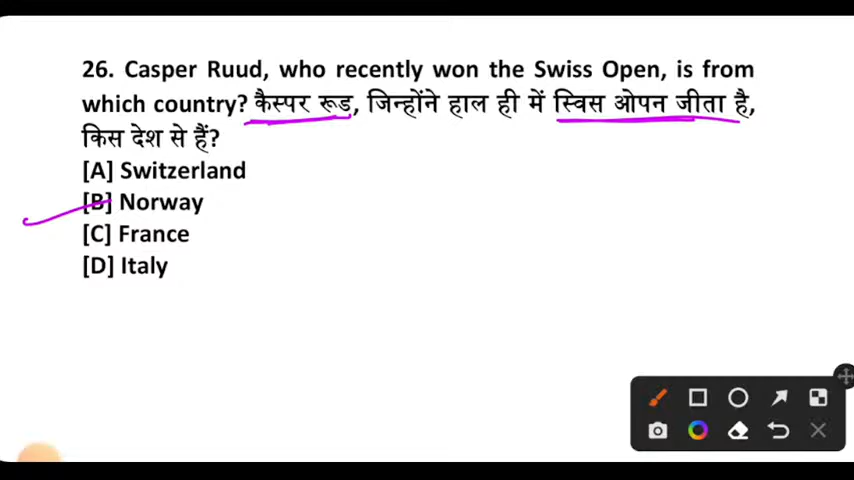 26. Casper Ruud, who recently won the Swiss Open, is from
which country? कैस्पर रूड, जिन्होंने हाल ही में स्विस ओपन जीता है,
किस देश से हैं?
[A] Switzerland
[B] Norway
[C] France
[D] Italy